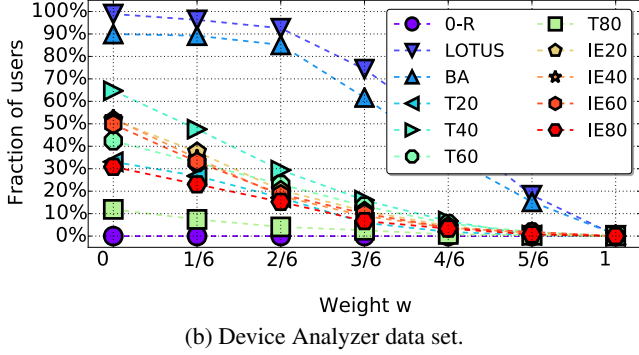 100%
90%
80%
70%
60%
50%
40%
30%
20%
10%
0%
Fraction of users
0-R
LOTUS
BA
T20
T40
T60
T80
IE20
IE40
IE60
IE80
0 1/6 2/6 3/6 4/6 5/6 1
Weight w
(b) Device Analyzer data set.